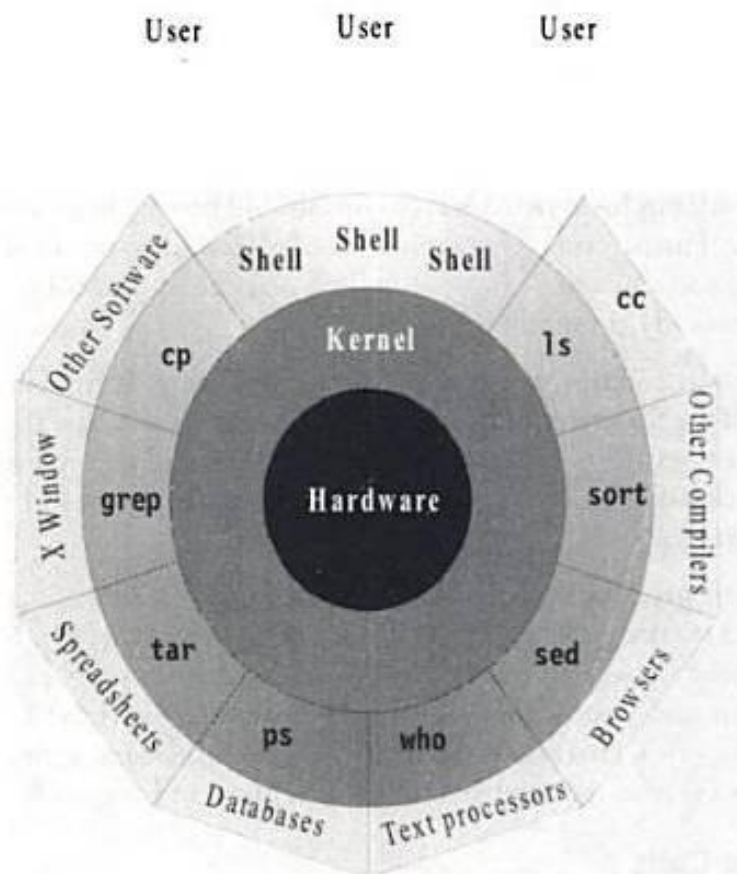 User User User
Shell Shell Shell
Other Software
cp
Kernel
ls
cc
X Window
grep
Hardware
sort
Other Compilers
Spreadsheets
tar
sed
Browsers
ps
who
Databases
Text processors